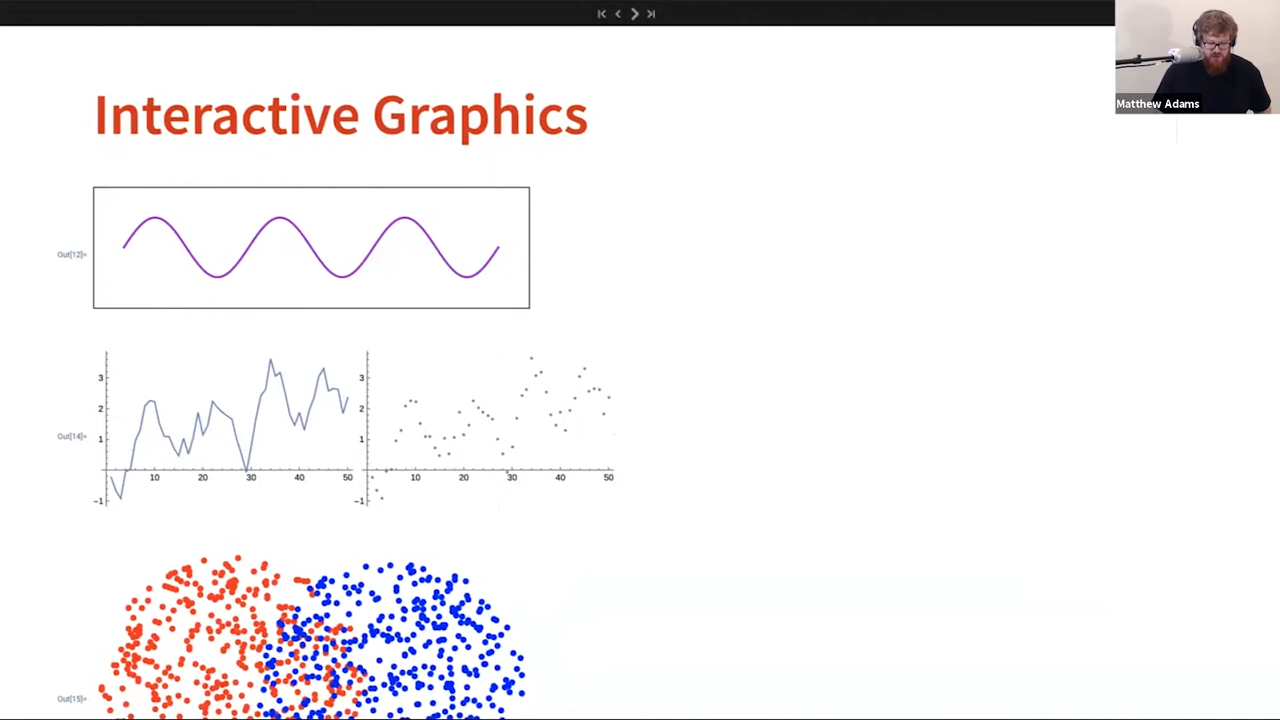 Matthew Adams
Interactive Graphics
Out[12]=
3
2
1
-1
10 20 30 40 50
3
2
1
-1
10 20 30 40 50
Out[14]=
Out[15]=